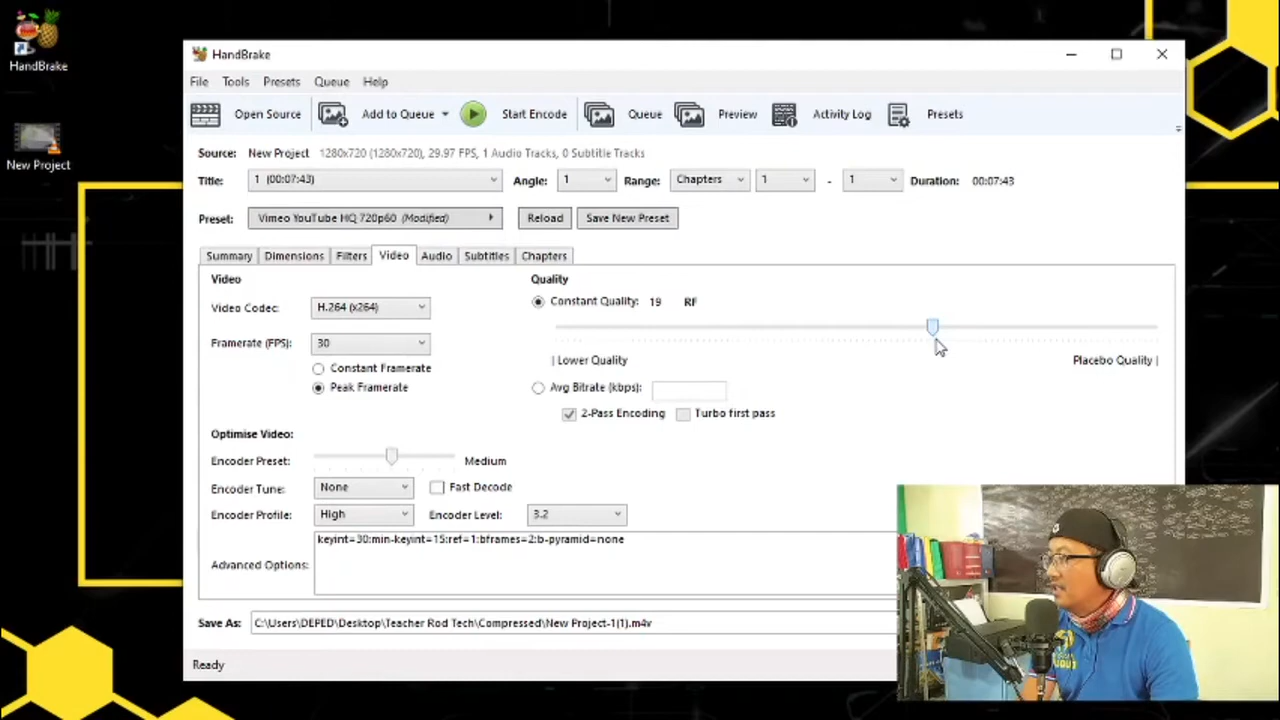 HandBrake
HandBrake
File Tools Presets Queue Help
Open Source Add to Queue Start Encode Queue Preview Activity Log Presets
Source: New Project 1280x720 (1280x720), 29.97 FPS, 1 Audio Tracks, 0 Subtitle Tracks
New Project
Title: 1 (00:07:43) Angle: 1 Range: Chapters 1 - 1 Duration: 00:07:43
Preset: Vimeo YouTube HQ 720p60 (Modified) Reload Save New Preset
Summary Dimensions Filters Video Audio Subtitles Chapters
Video Quality
Video Codec: H.264 (x264) Constant Quality: 19 RF
Framerate (FPS): 30
Constant Framerate | Lower Quality Placebo Quality |
Peak Framerate Avg Bitrate (kbps):
2-Pass Encoding Turbo first pass
Optimise Video:
Encoder Preset: Medium
Encoder Tune: None Fast Decode
Encoder Profile: High Encoder Level: 3.2
keyint=30:min-keyint=15:ref=1:bframes=2:b-pyramid=none
Advanced Options:
Save As: C:\Users\DEPED\Desktop\Teacher Rod Tech\Compressed\New Project-1(1).m4v
Ready